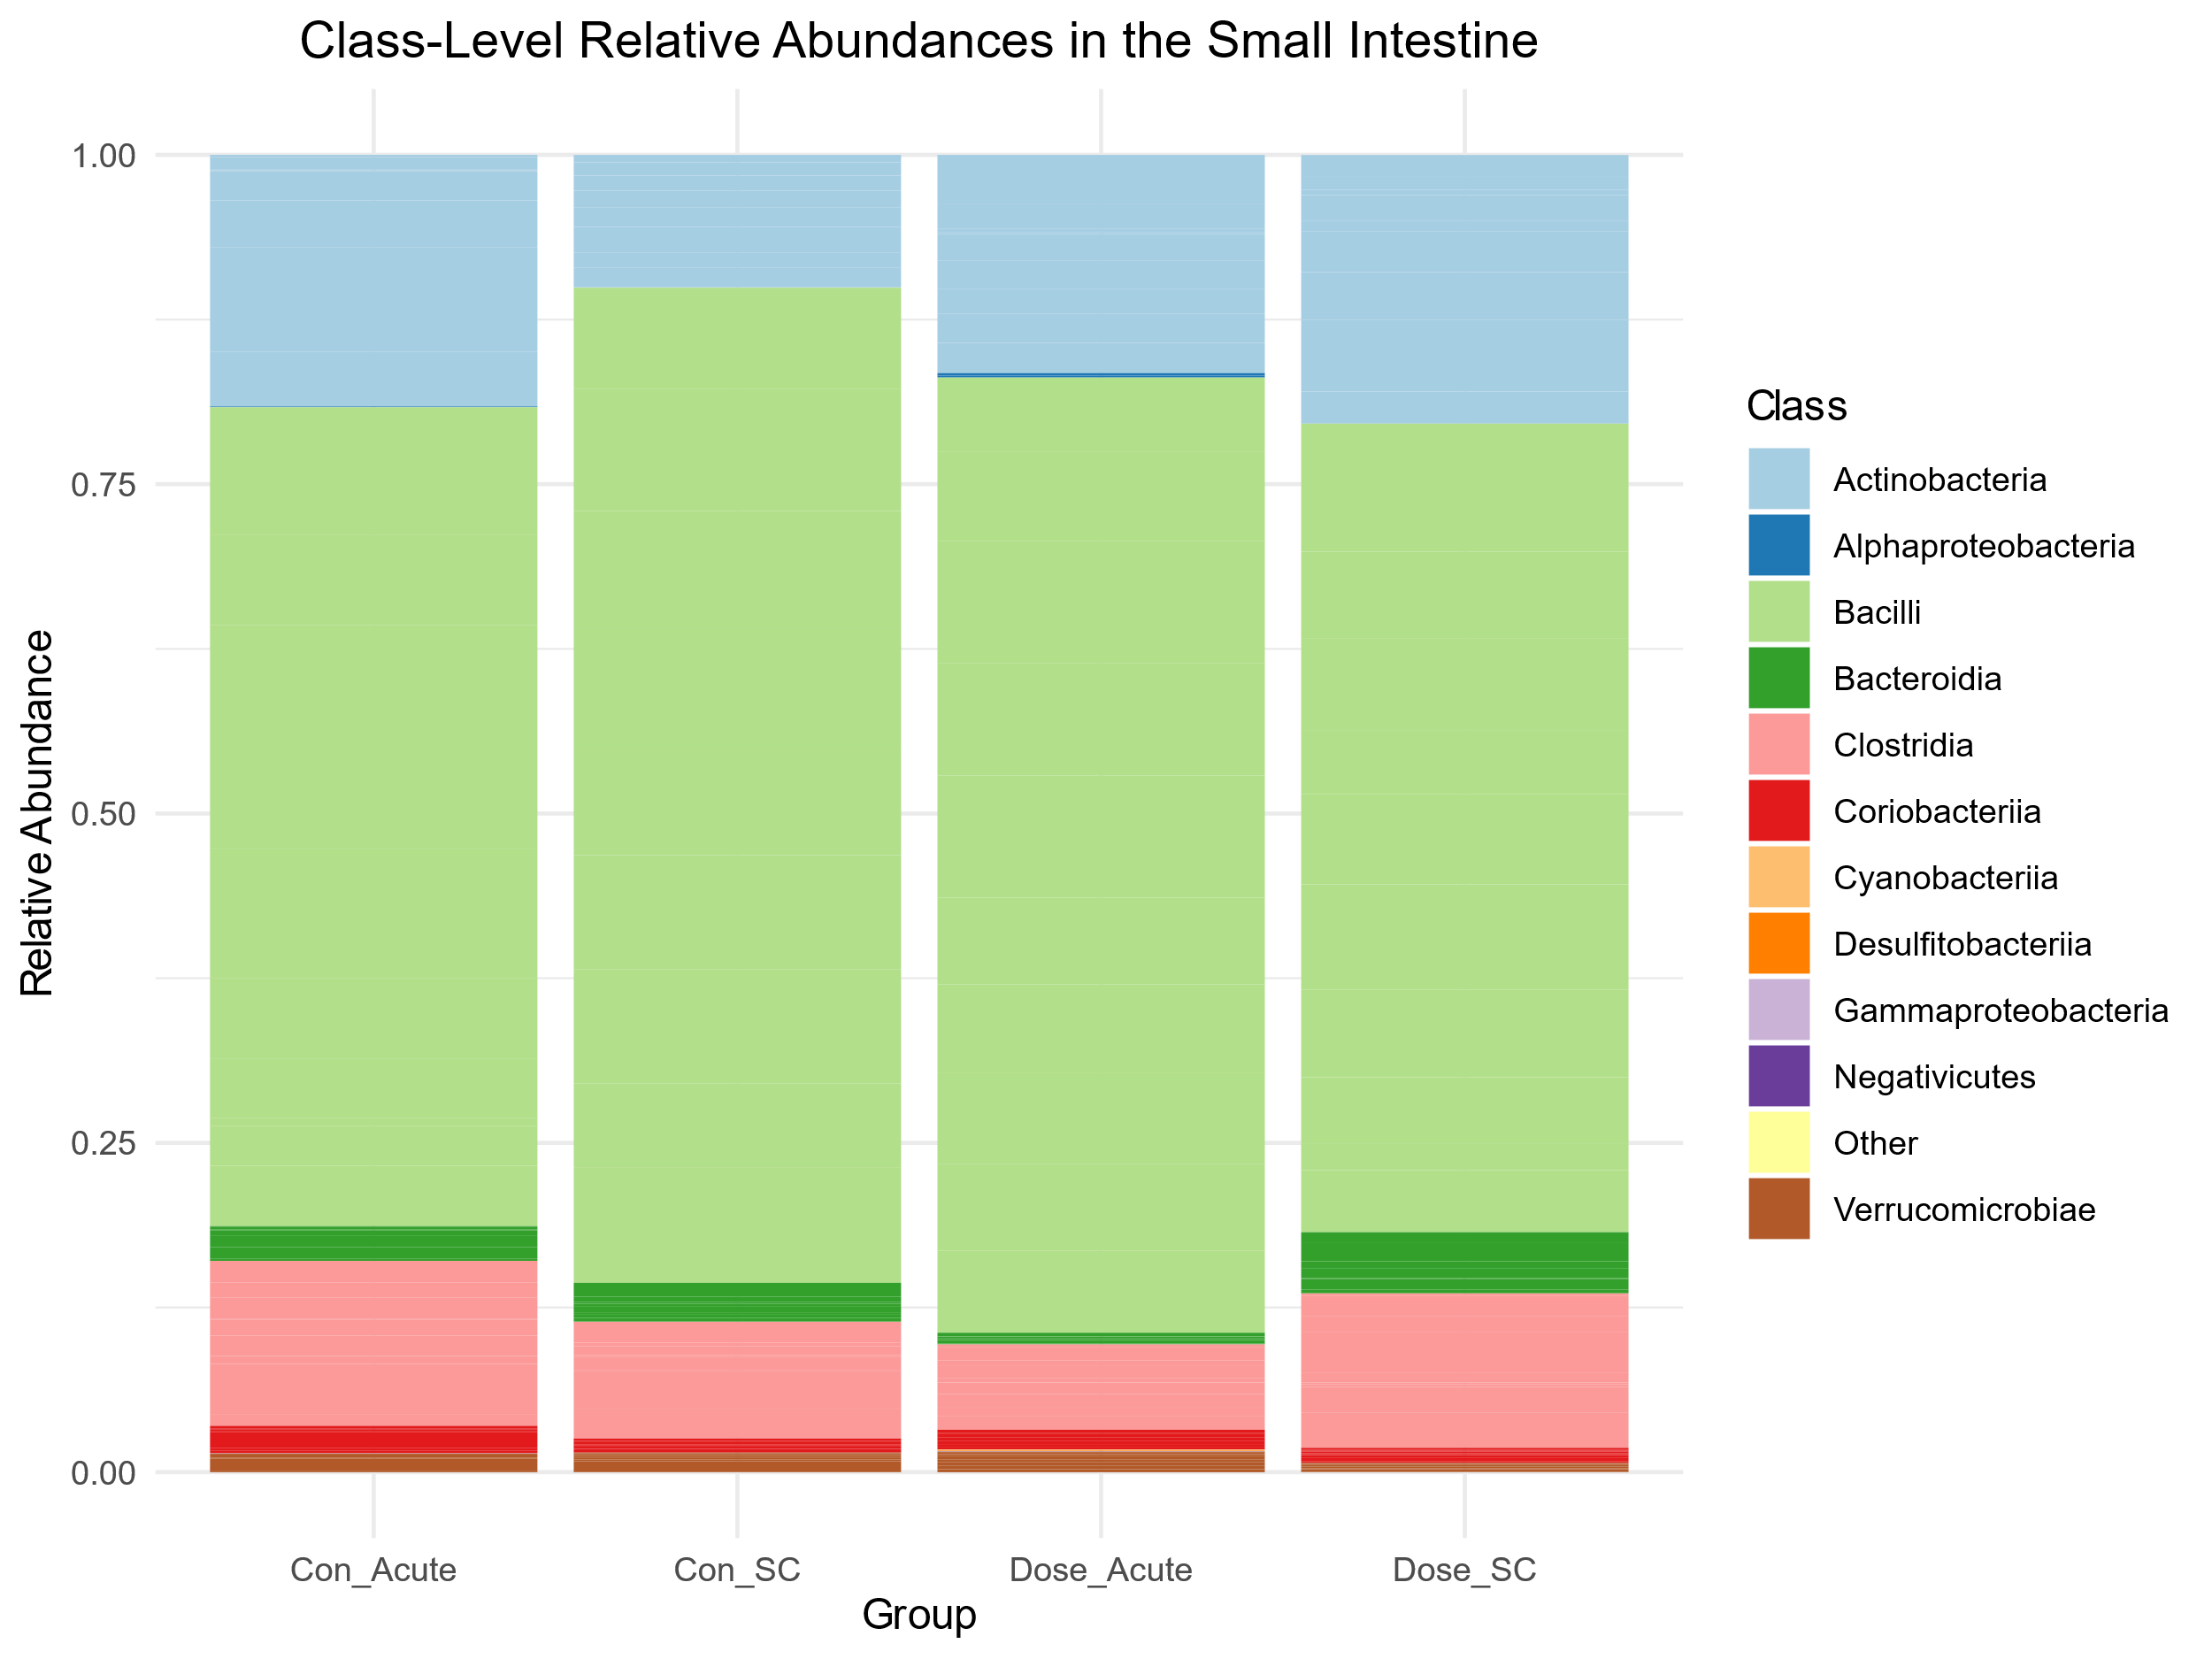 Class-Level Relative Abundances in the Small Intestine
Relative Abundance
1.00
0.75
0.50
0.25
0.00
Con_Acute
Con_SC
Dose_Acute
Dose_SC
Group
Class
Actinobacteria
Alphaproteobacteria
Bacilli
Bacteroidia
Clostridia
Coriobacteriia
Cyanobacteriia
Desulfitobacteriia
Gammaproteobacteria
Negativicutes
Other
Verrucomicrobiae